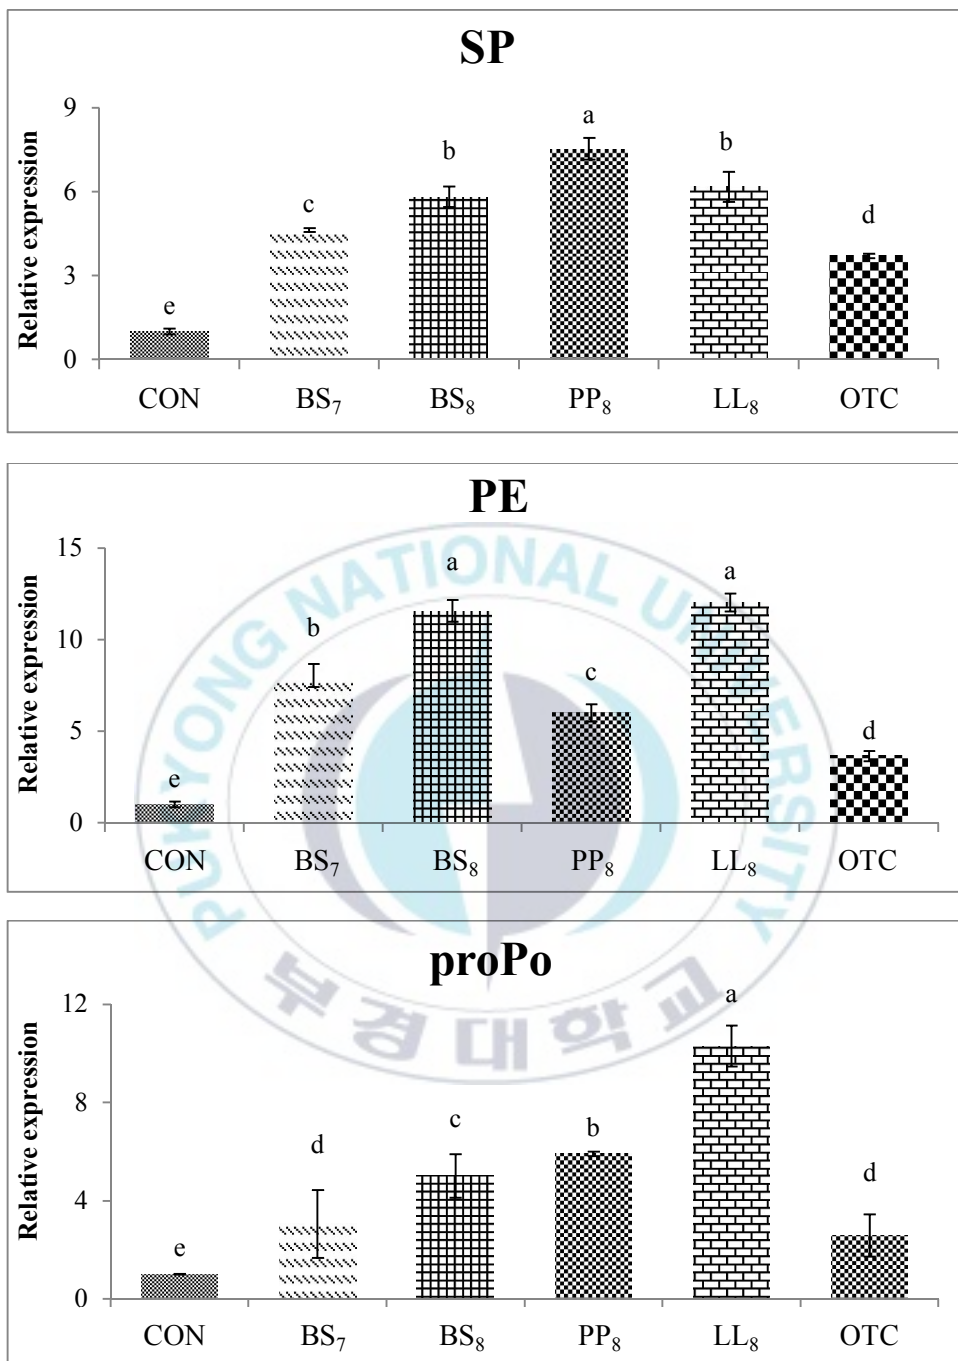 SP
9
6
3
0
Relative expression
e
c
b
a
b
d
CON BS₇ BS₈ PP₈ LL₈ OTC
PE
15
10
5
0
Relative expression
e
b
a
c
a
d
CON BS₇ BS₈ PP₈ LL₈ OTC
proPo
12
8
4
0
Relative expression
e
d
c
b
a
d
CON BS₇ BS₈ PP₈ LL₈ OTC
PUKYONG NATIONAL UNIVERSITY
부경대학교